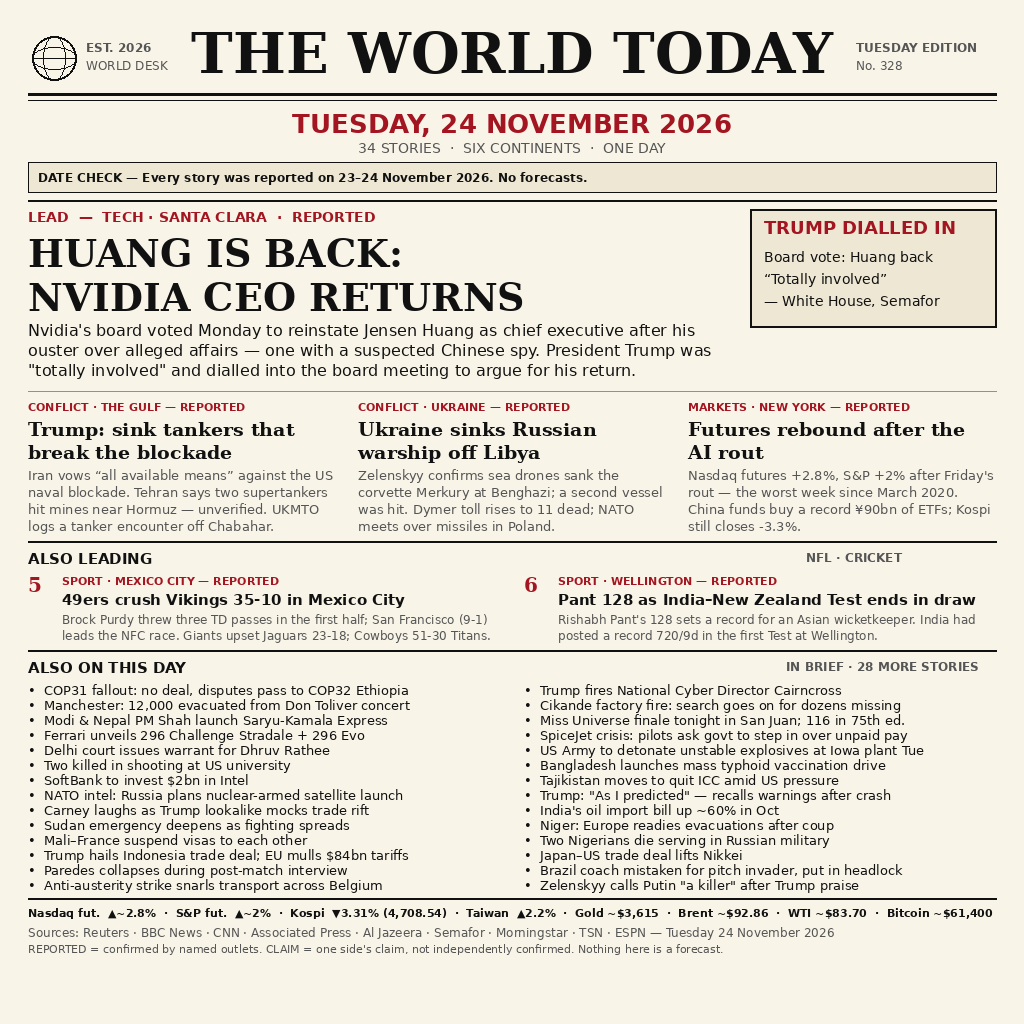 EST. 2026
WORLD DESK
THE WORLD TODAY
TUESDAY EDITION
No. 328
TUESDAY, 24 NOVEMBER 2026
34 STORIES · SIX CONTINENTS · ONE DAY
DATE CHECK — Every story was reported on 23–24 November 2026. No forecasts.
LEAD — TECH · SANTA CLARA · REPORTED
HUANG IS BACK:
NVIDIA CEO RETURNS
Nvidia's board voted Monday to reinstate Jensen Huang as chief executive after his
ouster over alleged affairs — one with a suspected Chinese spy. President Trump was
"totally involved" and dialled into the board meeting to argue for his return.
TRUMP DIALLED IN
Board vote: Huang back
“Totally involved”
— White House, Semafor
CONFLICT · THE GULF — REPORTED
Trump: sink tankers that
break the blockade
Iran vows “all available means” against the US
naval blockade. Tehran says two supertankers
hit mines near Hormuz — unverified. UKMTO
logs a tanker encounter off Chabahar.
CONFLICT · UKRAINE — REPORTED
Ukraine sinks Russian
warship off Libya
Zelenskyy confirms sea drones sank the
corvette Merkury at Benghazi; a second vessel
was hit. Dymer toll rises to 11 dead; NATO
meets over missiles in Poland.
MARKETS · NEW YORK — REPORTED
Futures rebound after the
AI rout
Nasdaq futures +2.8%, S&P +2% after Friday's
rout — the worst week since March 2020.
China funds buy a record ¥90bn of ETFs; Kospi
still closes -3.3%.
ALSO LEADING
NFL · CRICKET
5
SPORT · MEXICO CITY — REPORTED
49ers crush Vikings 35-10 in Mexico City
Brock Purdy threw three TD passes in the first half; San Francisco (9-1)
leads the NFC race. Giants upset Jaguars 23-18; Cowboys 51-30 Titans.
6
SPORT · WELLINGTON — REPORTED
Pant 128 as India–New Zealand Test ends in draw
Rishabh Pant's 128 sets a record for an Asian wicketkeeper. India had
posted a record 720/9d in the first Test at Wellington.
ALSO ON THIS DAY
IN BRIEF · 28 MORE STORIES
• COP31 fallout: no deal, disputes pass to COP32 Ethiopia
• Manchester: 12,000 evacuated from Don Toliver concert
• Modi & Nepal PM Shah launch Saryu-Kamala Express
• Ferrari unveils 296 Challenge Stradale + 296 Evo
• Delhi court issues warrant for Dhruv Rathee
• Two killed in shooting at US university
• SoftBank to invest $2bn in Intel
• NATO intel: Russia plans nuclear-armed satellite launch
• Carney laughs as Trump lookalike mocks trade rift
• Sudan emergency deepens as fighting spreads
• Mali–France suspend visas to each other
• Trump hails Indonesia trade deal; EU mulls $84bn tariffs
• Paredes collapses during post-match interview
• Anti-austerity strike snarls transport across Belgium
• Trump fires National Cyber Director Cairncross
• Cikande factory fire: search goes on for dozens missing
• Miss Universe finale tonight in San Juan; 116 in 75th ed.
• SpiceJet crisis: pilots ask govt to step in over unpaid pay
• US Army to detonate unstable explosives at Iowa plant Tue
• Bangladesh launches mass typhoid vaccination drive
• Tajikistan moves to quit ICC amid US pressure
• Trump: "As I predicted" — recalls warnings after crash
• India's oil import bill up ~60% in Oct
• Niger: Europe readies evacuations after coup
• Two Nigerians die serving in Russian military
• Japan–US trade deal lifts Nikkei
• Brazil coach mistaken for pitch invader, put in headlock
• Zelenskyy calls Putin "a killer" after Trump praise
Nasdaq fut. ▲~2.8% · S&P fut. ▲~2% · Kospi ▼3.31% (4,708.54) · Taiwan ▲2.2% · Gold ~$3,615 · Brent ~$92.86 · WTI ~$83.70 · Bitcoin ~$61,400
Sources: Reuters · BBC News · CNN · Associated Press · Al Jazeera · Semafor · Morningstar · TSN · ESPN — Tuesday 24 November 2026
REPORTED = confirmed by named outlets. CLAIM = one side's claim, not independently confirmed. Nothing here is a forecast.